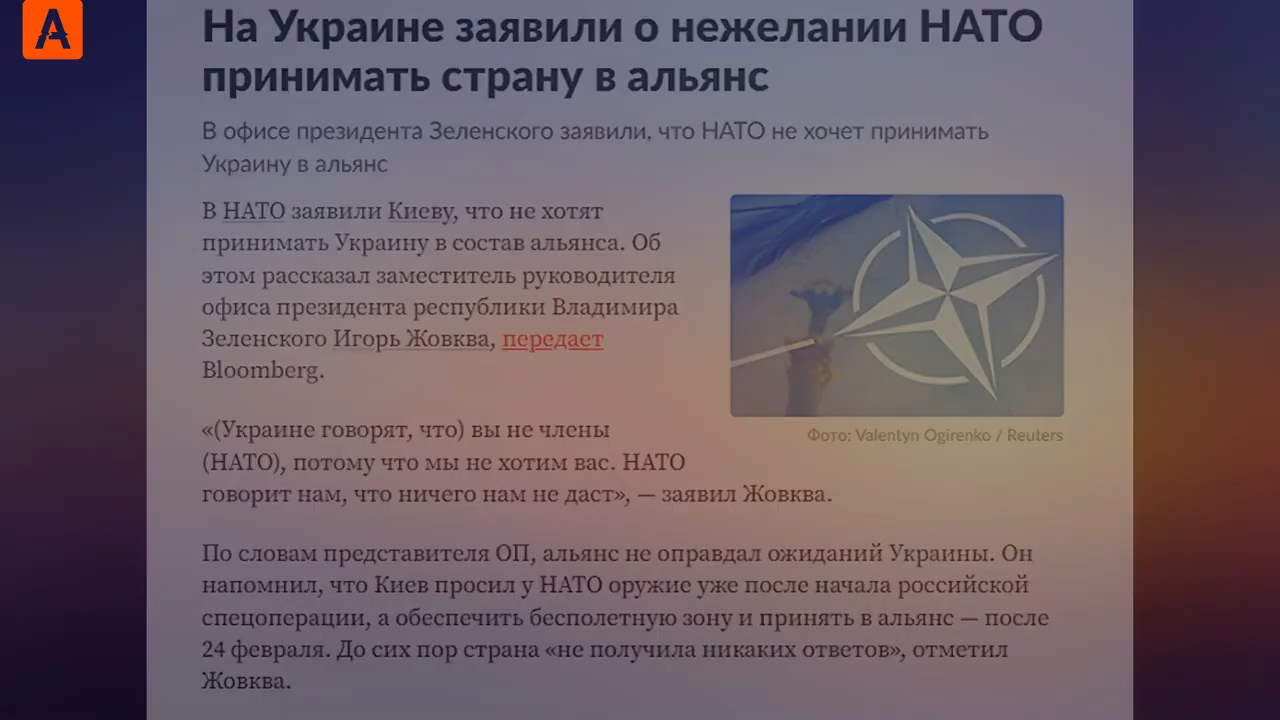 A
На Украине заявили о нежелании НАТО
принимать страну в альянс
В офисе президента Зеленского заявили, что НАТО не хочет принимать
Украину в альянс
В НАТО заявили Киеву, что не хотят
принимать Украину в состав альянса. Об
этом рассказал заместитель руководителя
офиса президента республики Владимира
Зеленского Игорь Жовква, передает
Bloomberg.
Фото: Valentyn Ogirenko / Reuters
«(Украине говорят, что) вы не члены
(НАТО), потому что мы не хотим вас. НАТО
говорит нам, что ничего нам не даст», — заявил Жовква.
По словам представителя ОП, альянс не оправдал ожиданий Украины. Он
напомнил, что Киев просил у НАТО оружие уже после начала российской
спецоперации, а обеспечить бесполетную зону и принять в альянс — после
24 февраля. До сих пор страна «не получила никаких ответов», отметил
Жовква.